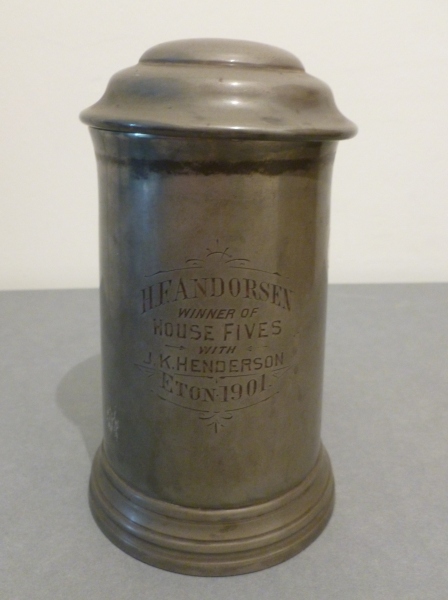 H.F. ANDORSEN
WINNER OF
HOUSE FIVES
WITH
J.K. HENDERSON
ETON·1901.